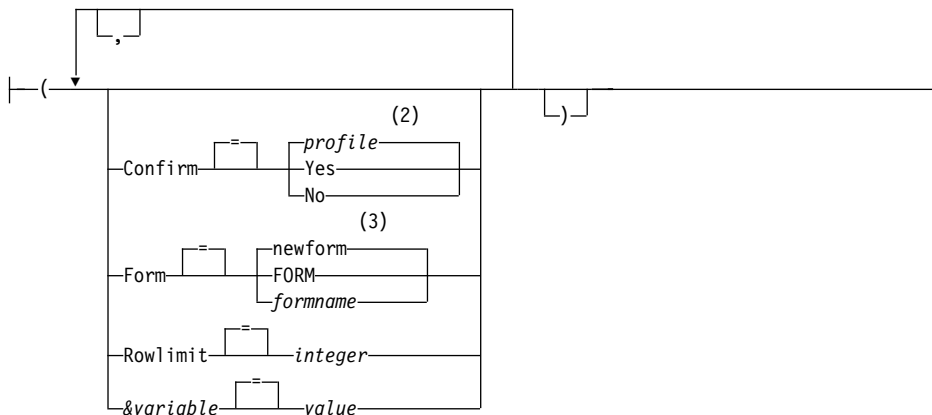 ,
(
)
(2)
profile
Confirm = Yes
No
(3)
newform
Form = FORM
formname
Rowlimit = integer
&variable = value